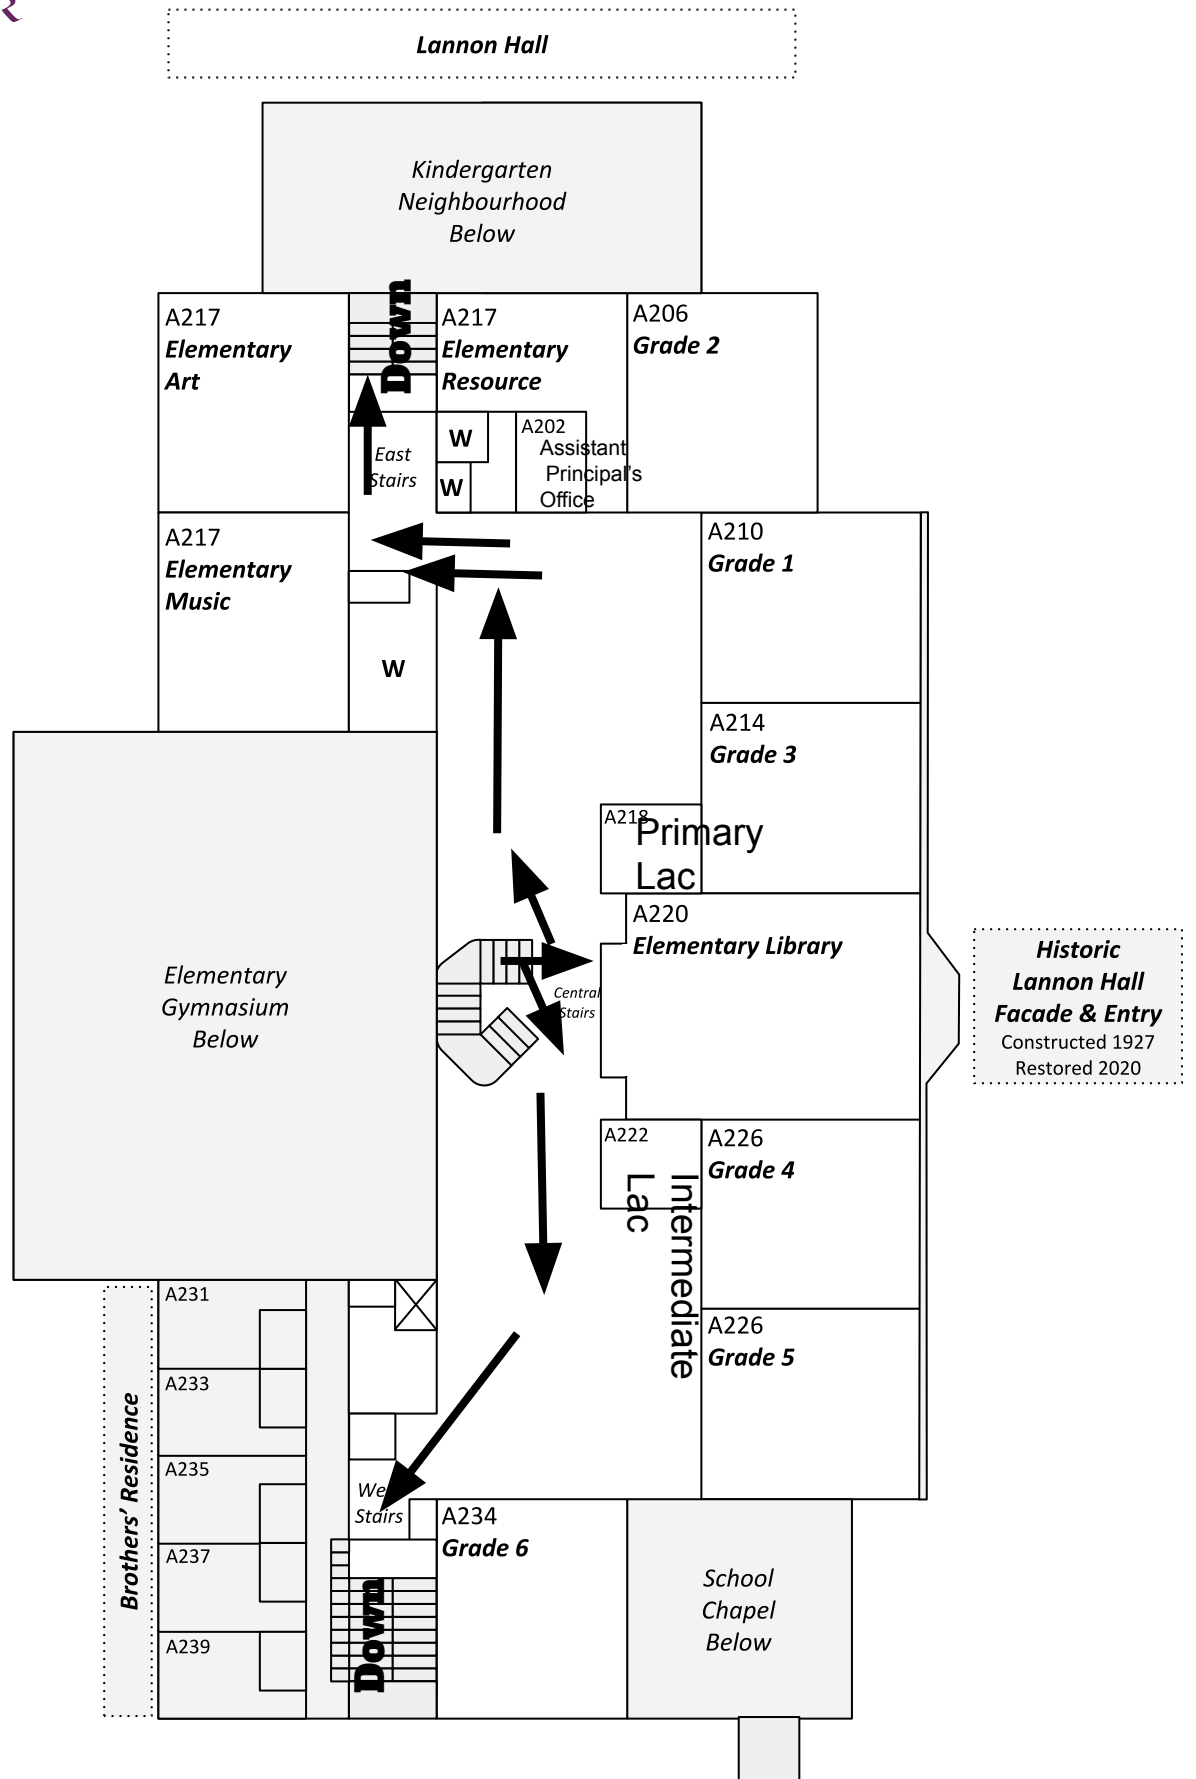 Lannon Hall
Kindergarten
Neighbourhood
Below
A217
Elementary
Art
Down
A217
Elementary
Resource
A206
Grade 2
East
Stairs
W
W
A202
Assistant
Principal's
Office
A217
Elementary
Music
W
A210
Grade 1
A214
Grade 3
A218
Primary
Lac
A220
Elementary Library
Elementary
Gymnasium
Below
Central
Stairs
Historic
Lannon Hall
Facade & Entry
Constructed 1927
Restored 2020
A222
Intermediate
Lac
A226
Grade 4
A226
Grade 5
Brothers' Residence
A231
A233
A235
A237
A239
West
Stairs
Down
A234
Grade 6
School
Chapel
Below